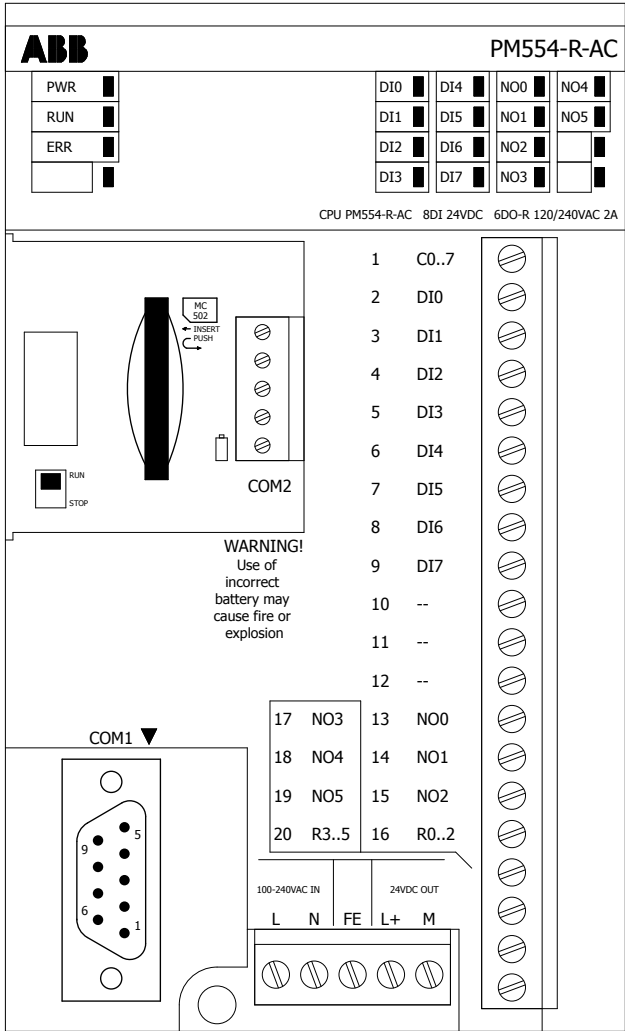 ABB PM554-R-AC
PWR DI0 DI4 NO0 NO4
RUN DI1 DI5 NO1 NO5
ERR DI2 DI6 NO2
DI3 DI7 NO3
CPU PM554-R-AC 8DI 24VDC 6DO-R 120/240VAC 2A
1 C0..7
2 DI0
3 DI1
4 DI2
5 DI3
6 DI4
7 DI5
8 DI6
9 DI7
10 --
11 --
12 --
13 NO0
14 NO1
15 NO2
16 R0..2
17 NO3
18 NO4
19 NO5
20 R3..5
MC
502
INSERT
PUSH
RUN
STOP
COM2
WARNING!
Use of
incorrect
battery may
cause fire or
explosion
COM1
5
9
6
1
100-240VAC IN 24VDC OUT
L N FE L+ M